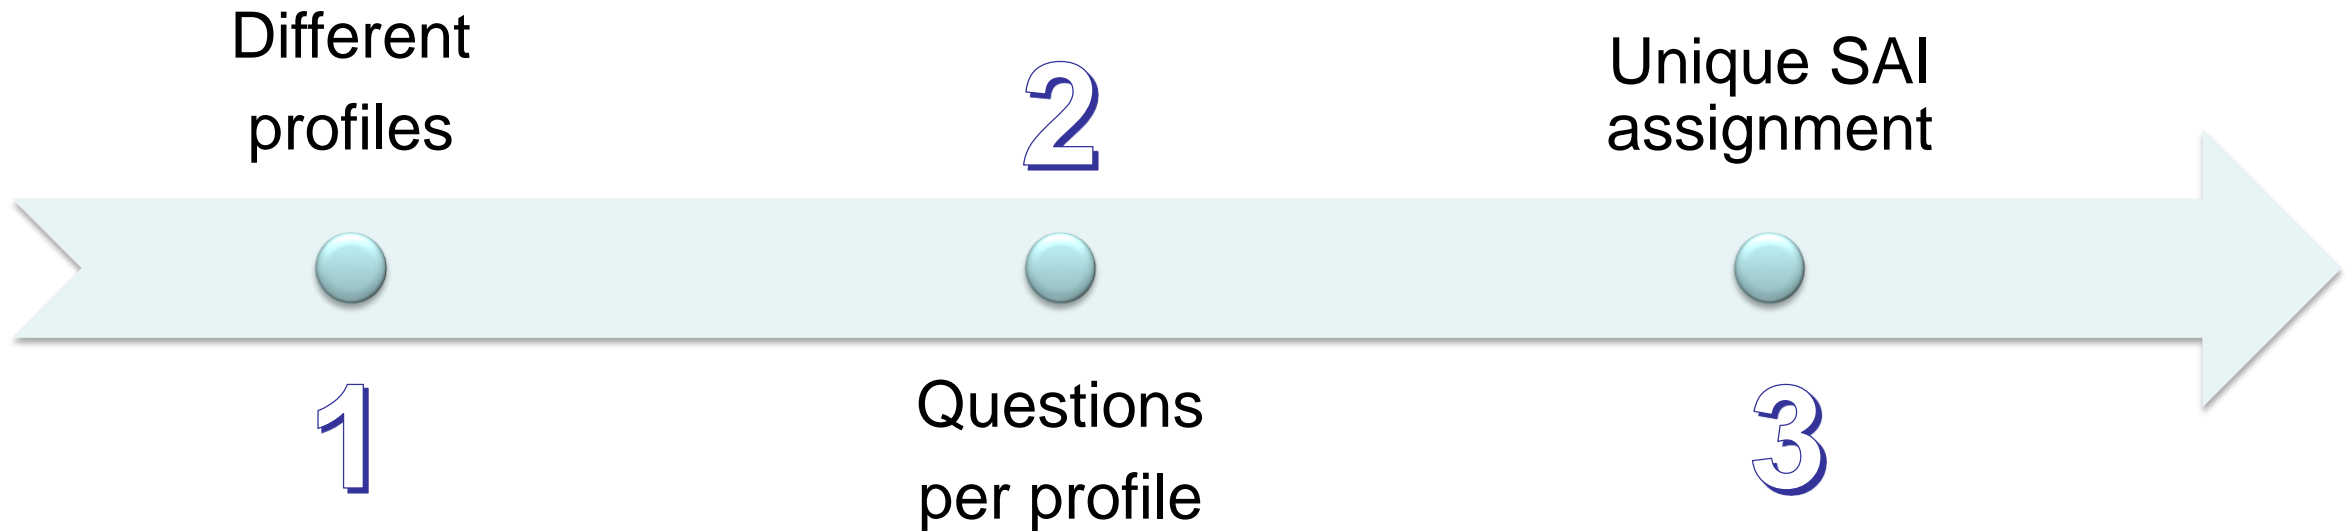 Different
profiles
1
2
Questions
per profile
Unique SAI
assignment
3